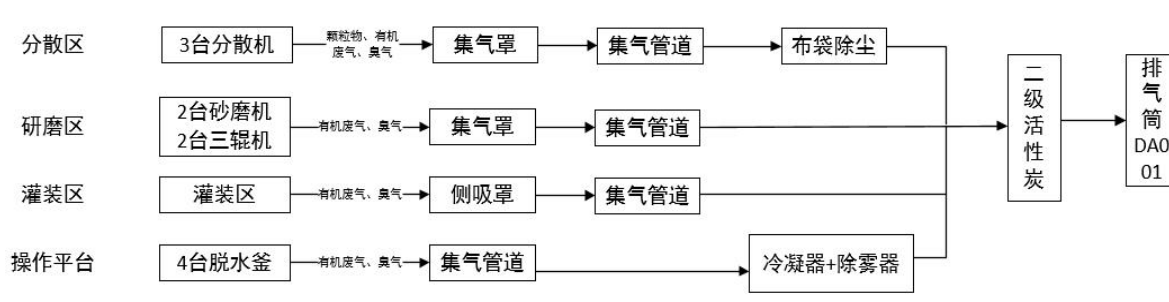 分散区
3台分散机
颗粒物、有机
废气、臭气
集气罩
集气管道
布袋除尘
研磨区
2台砂磨机
2台三辊机
有机废气、臭气
集气罩
集气管道
灌装区
灌装区
有机废气、臭气
侧吸罩
集气管道
操作平台
4台脱水釜
有机废气、臭气
集气管道
冷凝器+除雾器
二
级
活
性
炭
排
气
筒
DA0
01